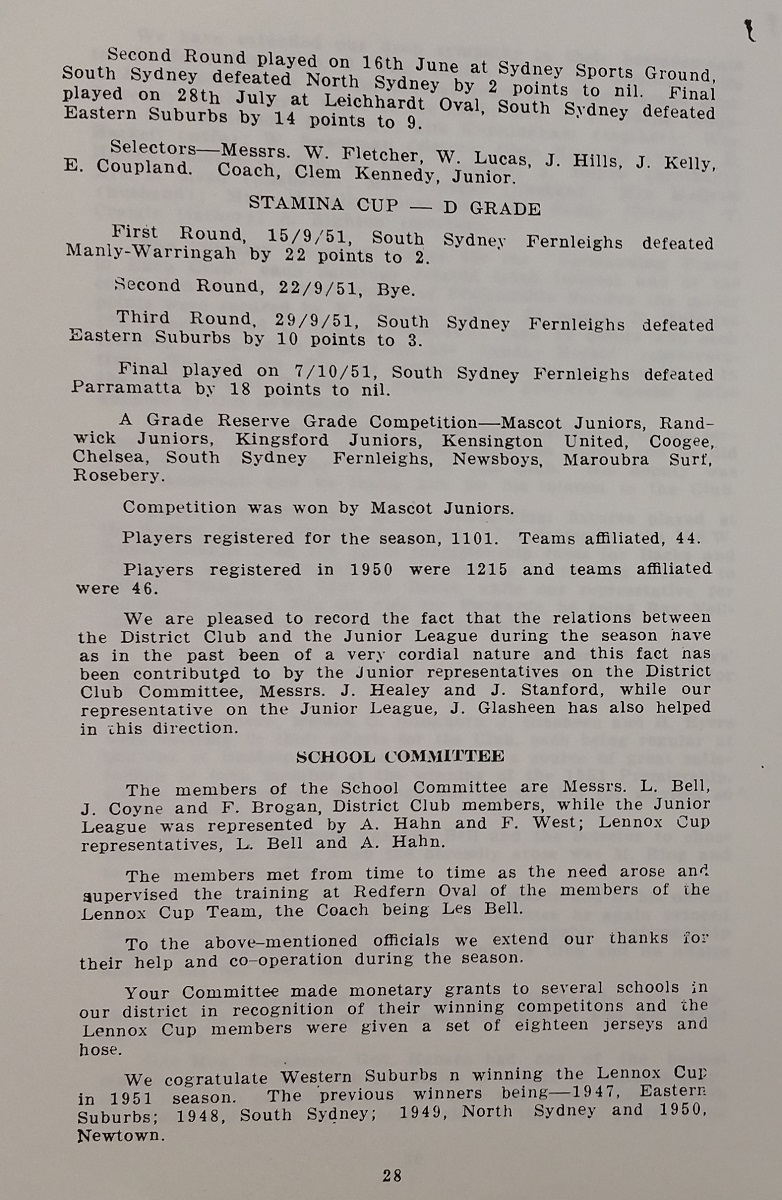 Second Round played on 16th June at Sydney Sports Ground,
South Sydney defeated North Sydney by 2 points to nil. Final
played on 28th July at Leichhardt Oval, South Sydney defeated
Eastern Suburbs by 14 points to 9.
Selectors—Messrs. W. Fletcher, W. Lucas, J. Hills, J. Kelly,
E. Coupland. Coach, Clem Kennedy, Junior.
STAMINA CUP — D GRADE
First Round, 15/9/51, South Sydney Fernleighs defeated
Manly-Warringah by 22 points to 2.
Second Round, 22/9/51, Bye.
Third Round, 29/9/51, South Sydney Fernleighs defeated
Eastern Suburbs by 10 points to 3.
Final played on 7/10/51, South Sydney Fernleighs defeated
Parramatta by 18 points to nil.
A Grade Reserve Grade Competition—Mascot Juniors, Rand-
wick Juniors, Kingsford Juniors, Kensington United, Coogee,
Chelsea, South Sydney Fernleighs, Newsboys, Maroubra Surf,
Rosebery.
Competition was won by Mascot Juniors.
Players registered for the season, 1101. Teams affiliated, 44.
Players registered in 1950 were 1215 and teams affiliated
were 46.
We are pleased to record the fact that the relations between
the District Club and the Junior League during the season have
as in the past been of a very cordial nature and this fact has
been contributed to by the Junior representatives on the District
Club Committee, Messrs. J. Healey and J. Stanford, while our
representative on the Junior League, J. Glasheen has also helped
in this direction.
SCHOOL COMMITTEE
The members of the School Committee are Messrs. L. Bell,
J. Coyne and F. Brogan, District Club members, while the Junior
League was represented by A. Hahn and F. West; Lennox Cup
representatives, L. Bell and A. Hahn.
The members met from time to time as the need arose and
supervised the training at Redfern Oval of the members of the
Lennox Cup Team, the Coach being Les Bell.
To the above-mentioned officials we extend our thanks for
their help and co-operation during the season.
Your Committee made monetary grants to several schools in
our district in recognition of their winning competitons and the
Lennox Cup members were given a set of eighteen jerseys and
hose.
We cogratulate Western Suburbs n winning the Lennox Cup
in 1951 season. The previous winners being—1947, Eastern
Suburbs; 1948, South Sydney; 1949, North Sydney and 1950,
Newtown.
28